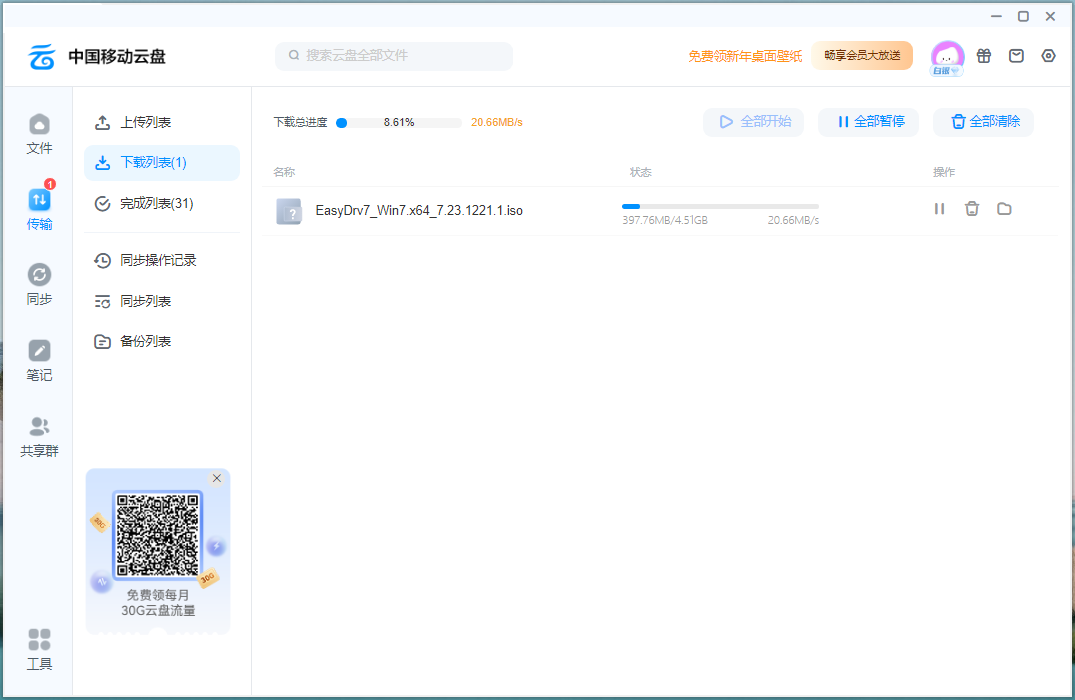 中国移动云盘
搜索云盘全部文件
免费领新年桌面壁纸
畅享会员大放送
白银
文件
1
传输
同步
笔记
共享群
工具
上传列表
下载列表(1)
完成列表(31)
同步操作记录
同步列表
备份列表
30G
30G
免费领每月
30G云盘流量
下载总进度 8.61% 20.66MB/s
全部开始
全部暂停
全部清除
名称 状态 操作
EasyDrv7_Win7.x64_7.23.1221.1.iso
397.76MB/4.51GB 20.66MB/s